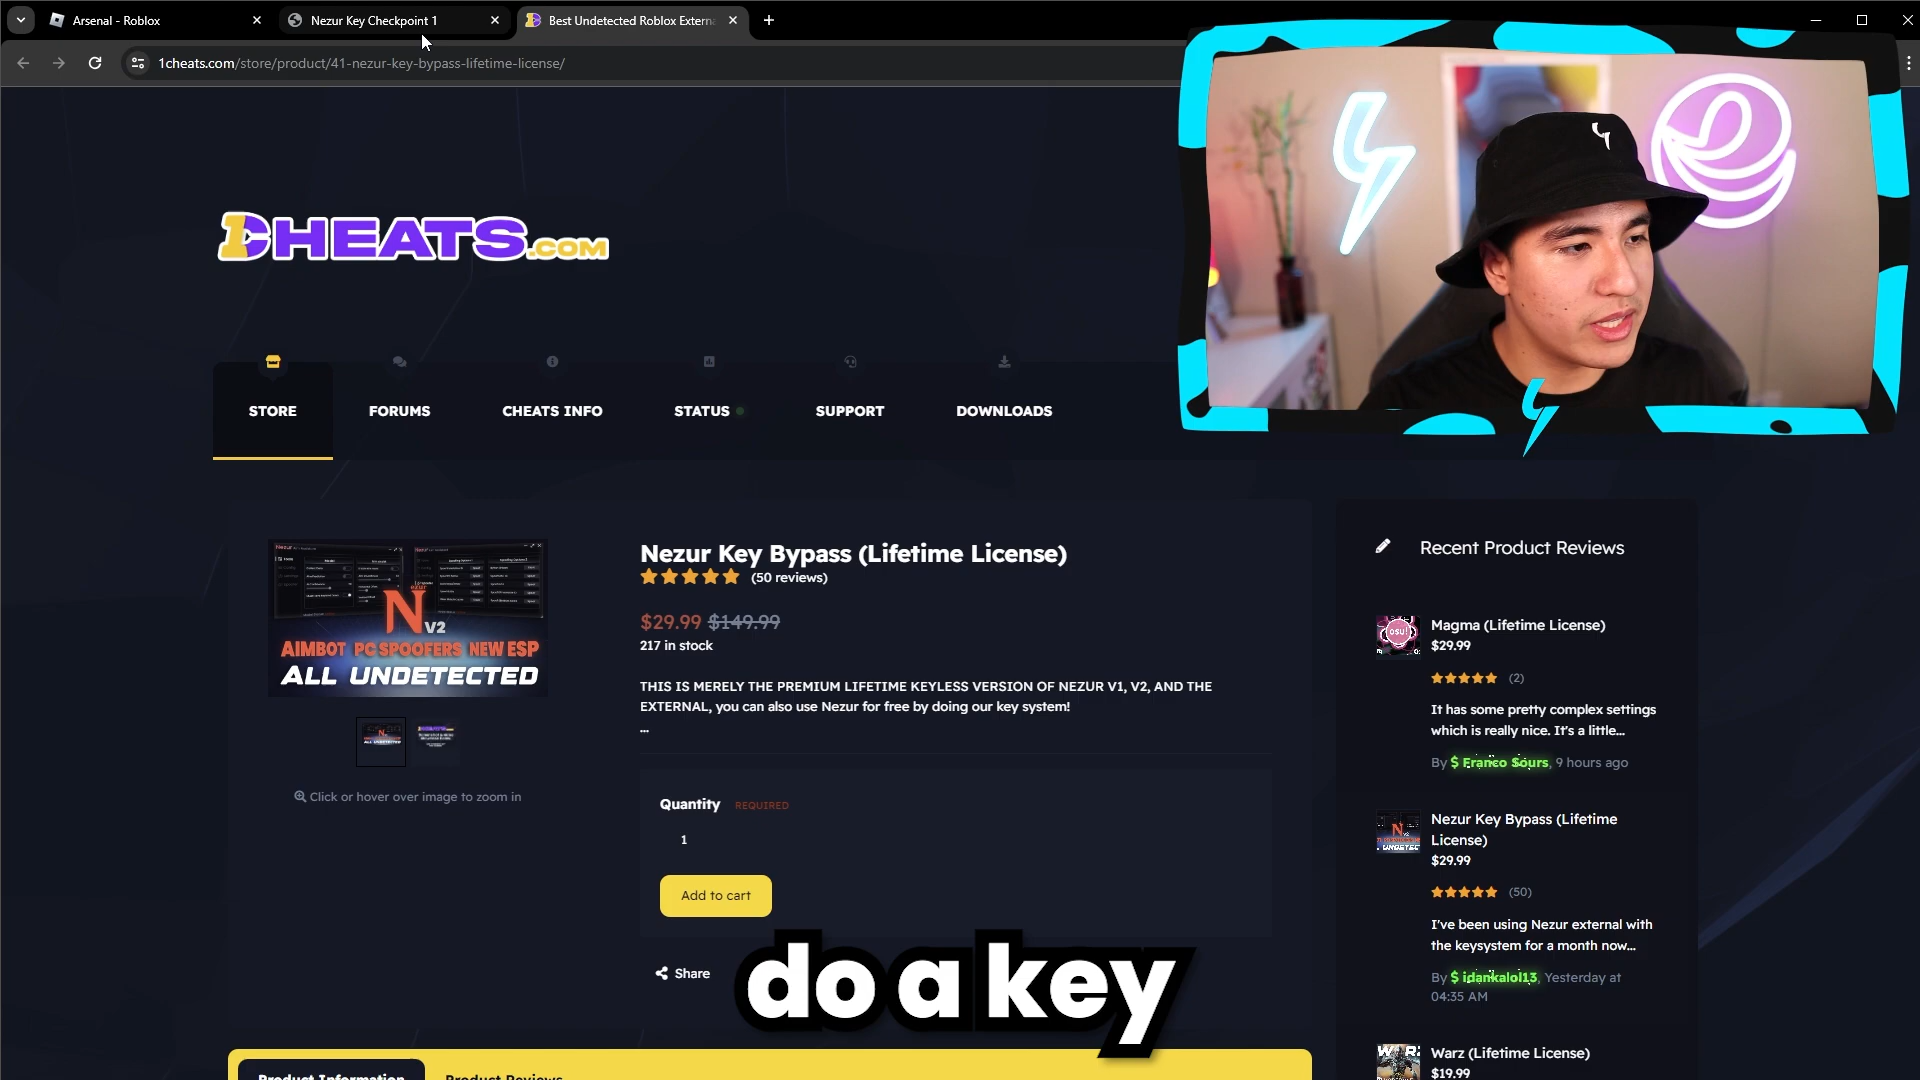 Arsenal - Roblox
Nezur Key Checkpoint 1
Best Undetected Roblox Externa
1cheats.com/store/product/41-nezur-key-bypass-lifetime-license/
1CHEATS.COM
STORE
FORUMS
CHEATS INFO
STATUS
SUPPORT
DOWNLOADS
N V2
AIMBOT PC SPOOFERS NEW ESP
ALL UNDETECTED
Click or hover over image to zoom in
Nezur Key Bypass (Lifetime License)
(50 reviews)
$29.99 $149.99
217 in stock
THIS IS MERELY THE PREMIUM LIFETIME KEYLESS VERSION OF NEZUR V1, V2, AND THE
EXTERNAL, you can also use Nezur for free by doing our key system!
...
Quantity REQUIRED
1
Add to cart
Share
do a key
Product Information
Product Reviews
Recent Product Reviews
Magma (Lifetime License)
$29.99
(2)
It has some pretty complex settings
which is really nice. It's a little...
By $ Franco Sours, 9 hours ago
Nezur Key Bypass (Lifetime
License)
$29.99
(50)
I've been using Nezur external with
the keysystem for a month now...
By $ idankalol13, Yesterday at
04:35 AM
Warz (Lifetime License)
$19.99